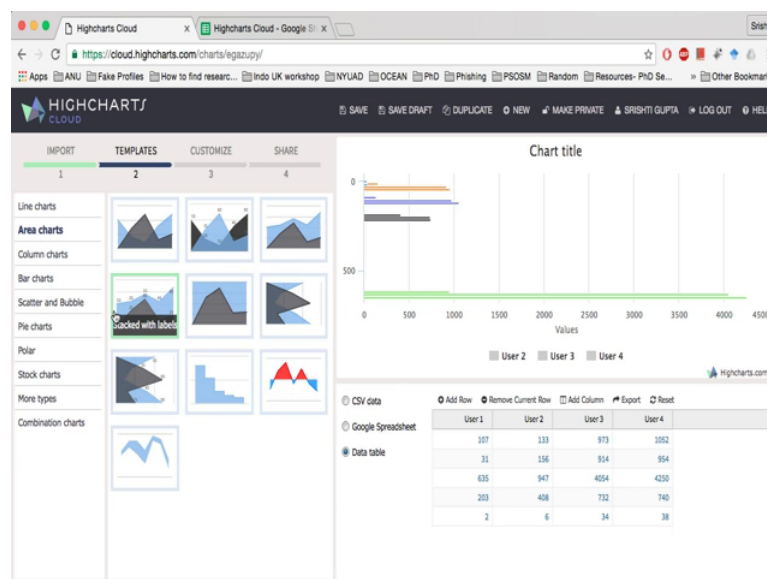 Highcharts Cloud
Highcharts Cloud - Google Sh
Srish
https://cloud.highcharts.com/charts/egazupy/
Apps ANU Fake Profiles How to find researc... Indo UK workshop NYUAD OCEAN PhD Phishing PSOSM Random Resources- PhD Se... » Other Bookmar
HIGHCHARTS
CLOUD
SAVE SAVE DRAFT DUPLICATE NEW MAKE PRIVATE SRISHTI GUPTA LOG OUT HEL
IMPORT TEMPLATES CUSTOMIZE SHARE
1 2 3 4
Line charts
Area charts
Column charts
Bar charts
Scatter and Bubble
Pie charts
Polar
Stock charts
More types
Combination charts
Stacked with labels
Chart title
0
500
0 500 1000 1500 2000 2500 3000 3500 4000 4500
Values
User 2 User 3 User 4
Highcharts.com
CSV data
Google Spreadsheet
Data table
Add Row Remove Current Row Add Column Export Reset
User 1 User 2 User 3 User 4
107 133 973 1052
31 156 914 954
635 947 4054 4250
203 408 732 740
2 6 34 38